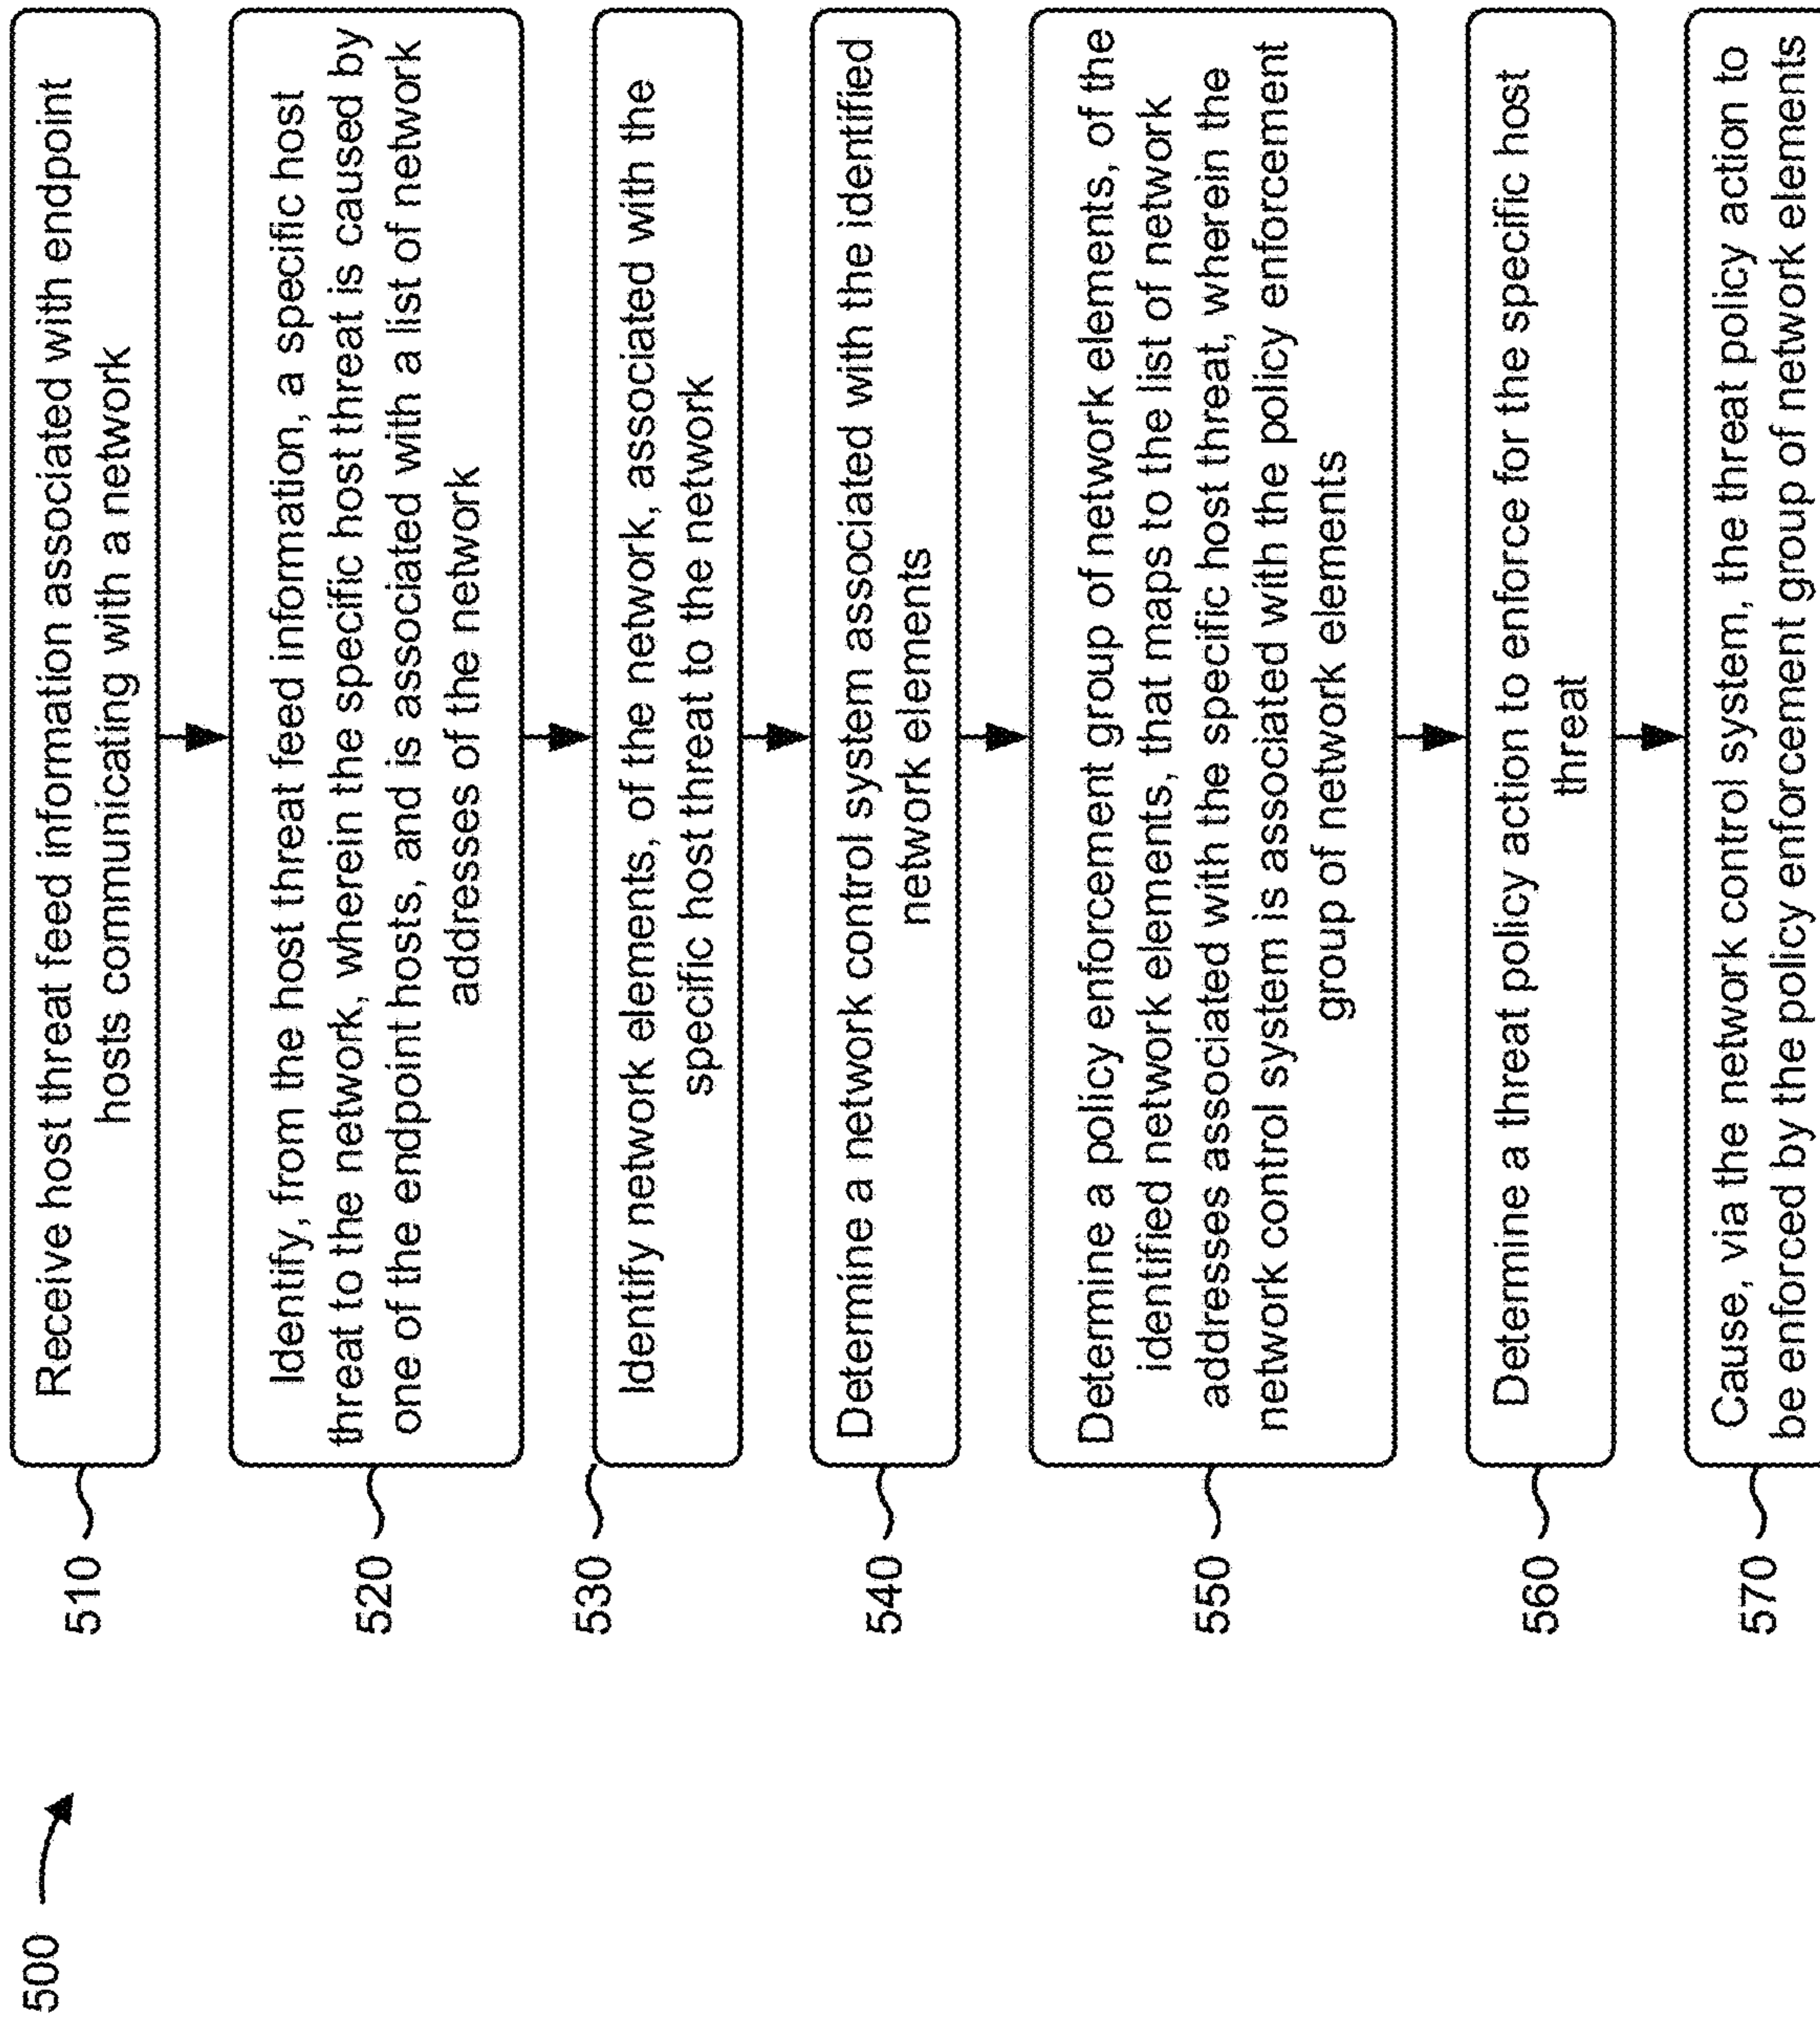 500
510
Receive host threat feed information associated with endpoint
hosts communicating with a network
520
Identify, from the host threat feed information, a specific host
threat to the network, wherein the specific host threat is caused by
one of the endpoint hosts, and is associated with a list of network
addresses of the network
530
Identify network elements, of the network, associated with the
specific host threat to the network
540
Determine a network control system associated with the identified
network elements
550
Determine a policy enforcement group of network elements, of the
identified network elements, that maps to the list of network
addresses associated with the specific host threat, wherein the
network control system is associated with the policy enforcement
group of network elements
560
Determine a threat policy action to enforce for the specific host
threat
570
Cause, via the network control system, the threat policy action to
be enforced by the policy enforcement group of network elements